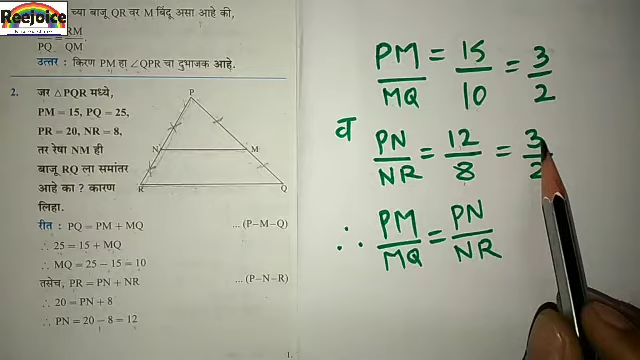 Reejoice
च्या बाजू QR वर M बिंदू असा आहे की,
RM
PQ = QM.
उत्तर : किरण PM हा ∠QPR चा दुभाजक आहे.
2. जर △PQR मध्ये,
PM = 15, PQ = 25,
PR = 20, NR = 8,
तर रेषा NM ही
बाजू RQ ला समांतर
आहे का ? कारण
लिहा.
P
N M
R Q
रीत : PQ = PM + MQ ... (P-M-Q)
∴ 25 = 15 + MQ
∴ MQ = 25 − 15 = 10
तसेच, PR = PN + NR ... (P-N-R)
∴ 20 = PN + 8
∴ PN = 20 − 8 = 12
1.
PM/MQ = 15/10 = 3/2
व PN/NR = 12/8 = 3/2
∴ PM/MQ = PN/NR